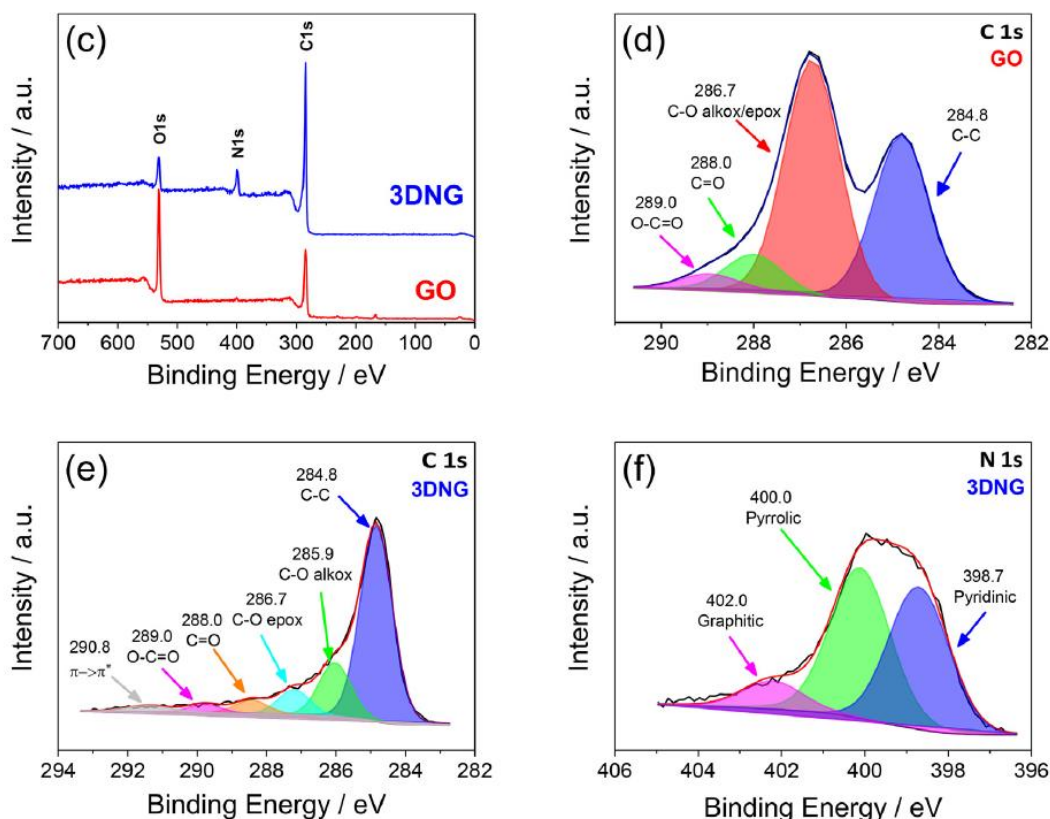 (c)
O1s
N1s
C1s
3DNG
GO
Intensity / a.u.
700 600 500 400 300 200 100 0
Binding Energy / eV
(d)
C 1s
GO
286.7
C-O alkox/epox
288.0
C=O
289.0
O-C=O
284.8
C-C
Intensity / a.u.
290 288 286 284 282
Binding Energy / eV
(e)
C 1s
3DNG
284.8
C-C
285.9
C-O alkox
286.7
C-O epox
288.0
C=O
289.0
O-C=O
290.8
π->π*
Intensity / a.u.
294 292 290 288 286 284 282
Binding Energy / eV
(f)
N 1s
3DNG
400.0
Pyrrolic
398.7
Pyridinic
402.0
Graphitic
Intensity / a.u.
406 404 402 400 398 396
Binding Energy / eV